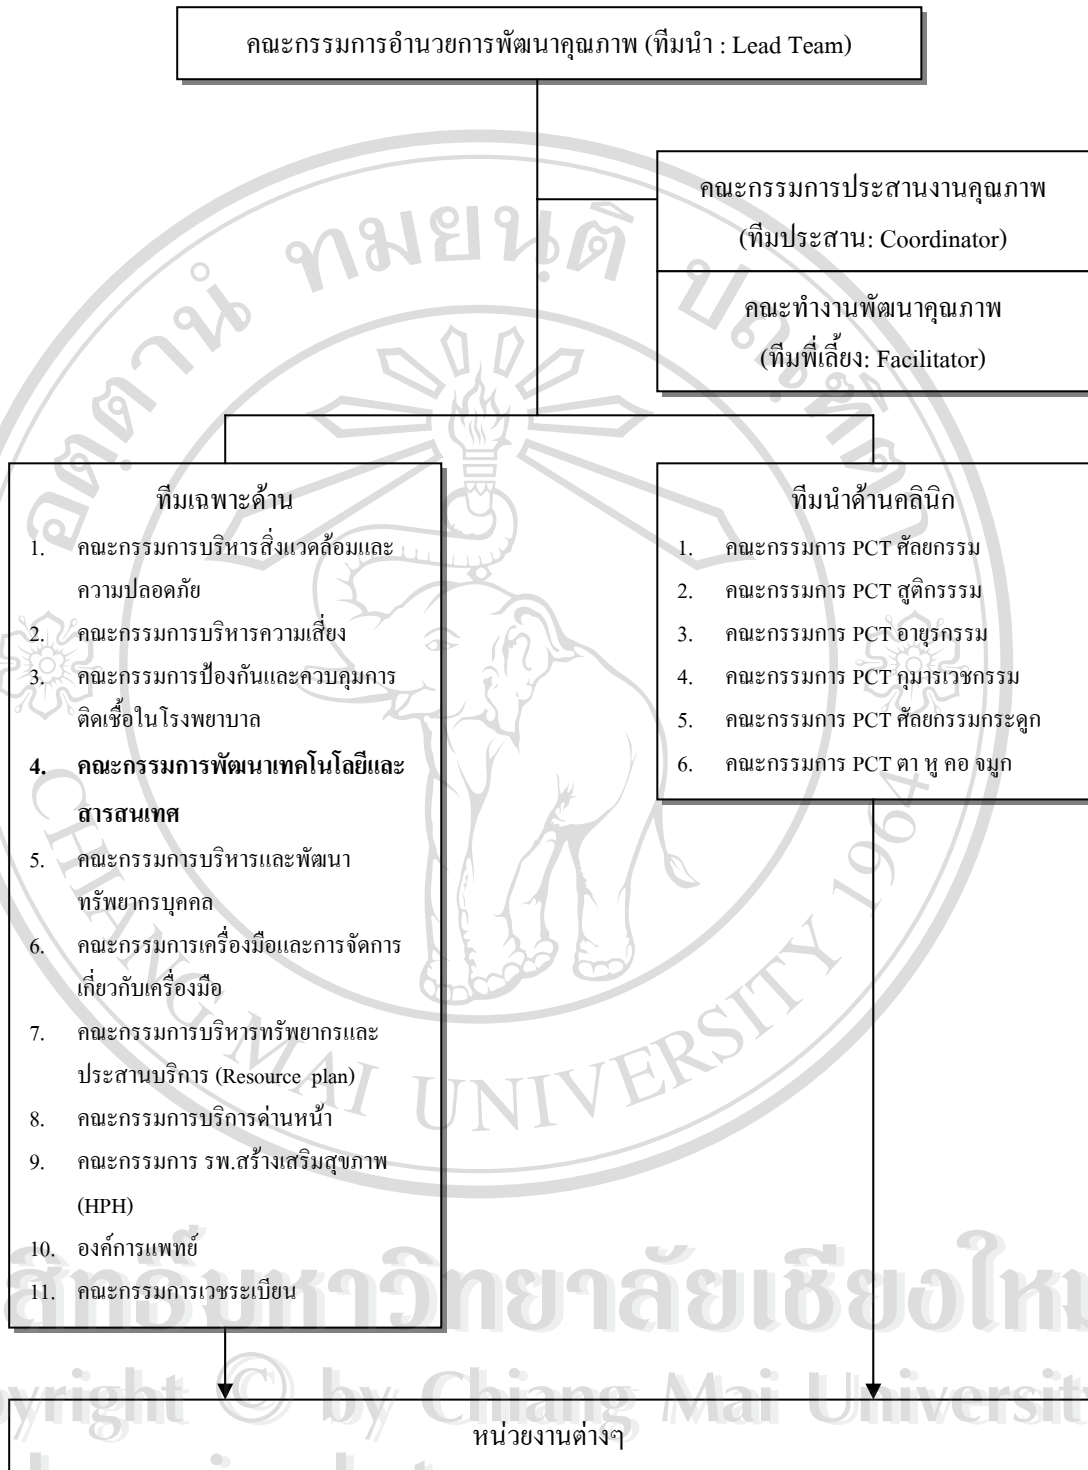 คณะกรรมการอำนวยการพัฒนาคุณภาพ (ทีมนำ : Lead Team)
คณะกรรมการประสานงานคุณภาพ
(ทีมประสาน: Coordinator)
คณะทำงานพัฒนาคุณภาพ
(ทีมพี่เลี้ยง: Facilitator)
ทีมเฉพาะด้าน
1. คณะกรรมการบริหารสิ่งแวดล้อมและ
ความปลอดภัย
2. คณะกรรมการบริหารความเสี่ยง
3. คณะกรรมการป้องกันและควบคุมการ
ติดเชื้อในโรงพยาบาล
4. คณะกรรมการพัฒนาเทคโนโลยีและ
สารสนเทศ
5. คณะกรรมการบริหารและพัฒนา
ทรัพยากรบุคคล
6. คณะกรรมการเครื่องมือและการจัดการ
เกี่ยวกับเครื่องมือ
7. คณะกรรมการบริหารทรัพยากรและ
ประสานบริการ (Resource plan)
8. คณะกรรมการบริการด่านหน้า
9. คณะกรรมการ รพ.สร้างเสริมสุขภาพ
(HPH)
10. องค์การแพทย์
11. คณะกรรมการเวชระเบียน
ทีมนำด้านคลินิก
1. คณะกรรมการ PCT ศัลยกรรม
2. คณะกรรมการ PCT สูติกรรรม
3. คณะกรรมการ PCT อายุรกรรม
4. คณะกรรมการ PCT กุมารเวชกรรม
5. คณะกรรมการ PCT ศัลยกรรมกระดูก
6. คณะกรรมการ PCT ตา หู คอ จมูก
หน่วยงานต่างๆ
อตฺตานํ ทมยนฺติ ปณฺฑิตา
CHIANG MAI UNIVERSITY 1964
สิทธิ์มหาวิทยาลัยเชียงใหม่
pyright © by Chiang Mai Universit